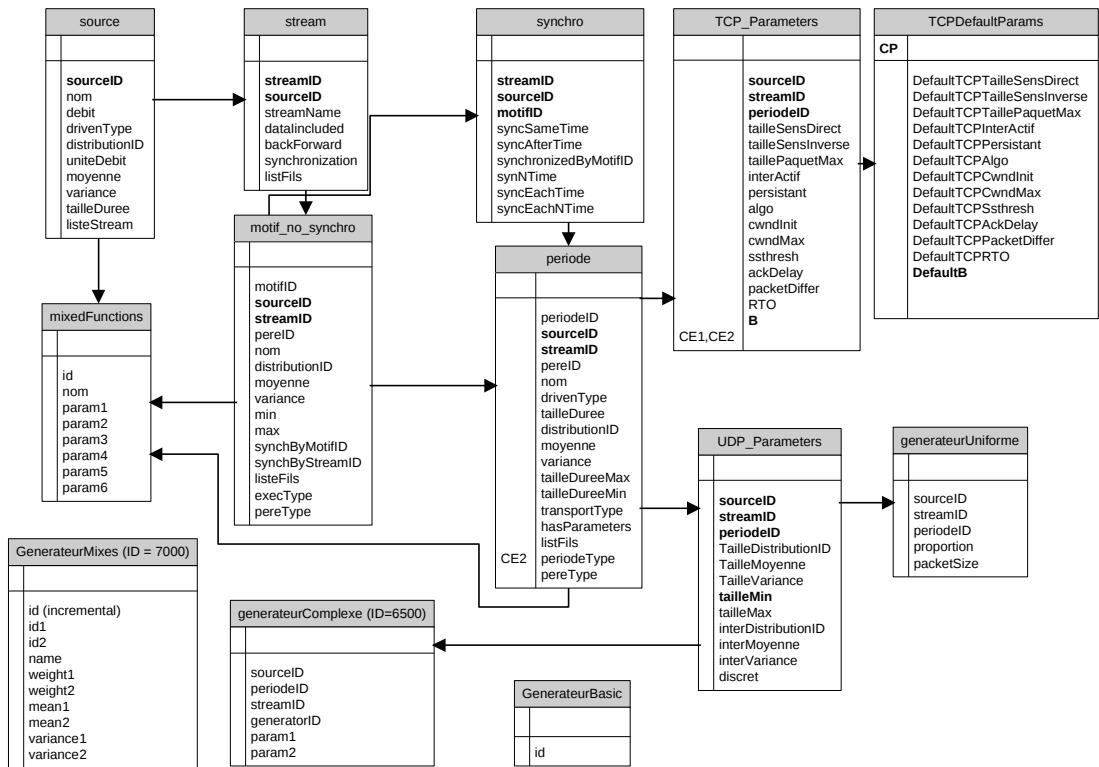 source
sourceID
nom
debit
drivenType
distributionID
uniteDebit
moyenne
variance
tailleDuree
listeStream
stream
streamID
sourceID
streamName
dataIincluded
backForward
synchronization
listFils
synchro
streamID
sourceID
motifID
syncSameTime
syncAfterTime
synchronizedByMotifID
synNTime
syncEachTime
syncEachNTime
TCP_Parameters
sourceID
streamID
periodeID
tailleSensDirect
tailleSensInverse
taillePaquetMax
interActif
persistant
algo
cwndInit
cwndMax
ssthresh
ackDelay
packetDiffer
RTO
B
CE1,CE2
TCPDefaultParams
CP
DefaultTCPTailleSensDirect
DefaultTCPTailleSensInverse
DefaultTCPTaillePaquetMax
DefaultTCPInterActif
DefaultTCPPersistant
DefaultTCPAlgo
DefaultTCPCwndInit
DefaultTCPCwndMax
DefaultTCPSsthresh
DefaultTCPAckDelay
DefaultTCPPacketDiffer
DefaultTCPRTO
DefaultB
mixedFunctions
id
nom
param1
param2
param3
param4
param5
param6
motif_no_synchro
motifID
sourceID
streamID
pereID
nom
distributionID
moyenne
variance
min
max
synchByMotifID
synchByStreamID
listeFils
execType
pereType
periode
periodeID
sourceID
streamID
pereID
nom
drivenType
tailleDuree
distributionID
moyenne
variance
tailleDureeMax
tailleDureeMin
transportType
hasParameters
listFils
CE2 periodeType
pereType
UDP_Parameters
sourceID
streamID
periodeID
TailleDistributionID
TailleMoyenne
TailleVariance
tailleMin
tailleMax
interDistributionID
interMoyenne
interVariance
discret
generateurUniforme
sourceID
streamID
periodeID
proportion
packetSize
GenerateurMixes (ID = 7000)
id (incremental)
id1
id2
name
weight1
weight2
mean1
mean2
variance1
variance2
generateurComplexe (ID=6500)
sourceID
periodeID
streamID
generatorID
param1
param2
GenerateurBasic
id